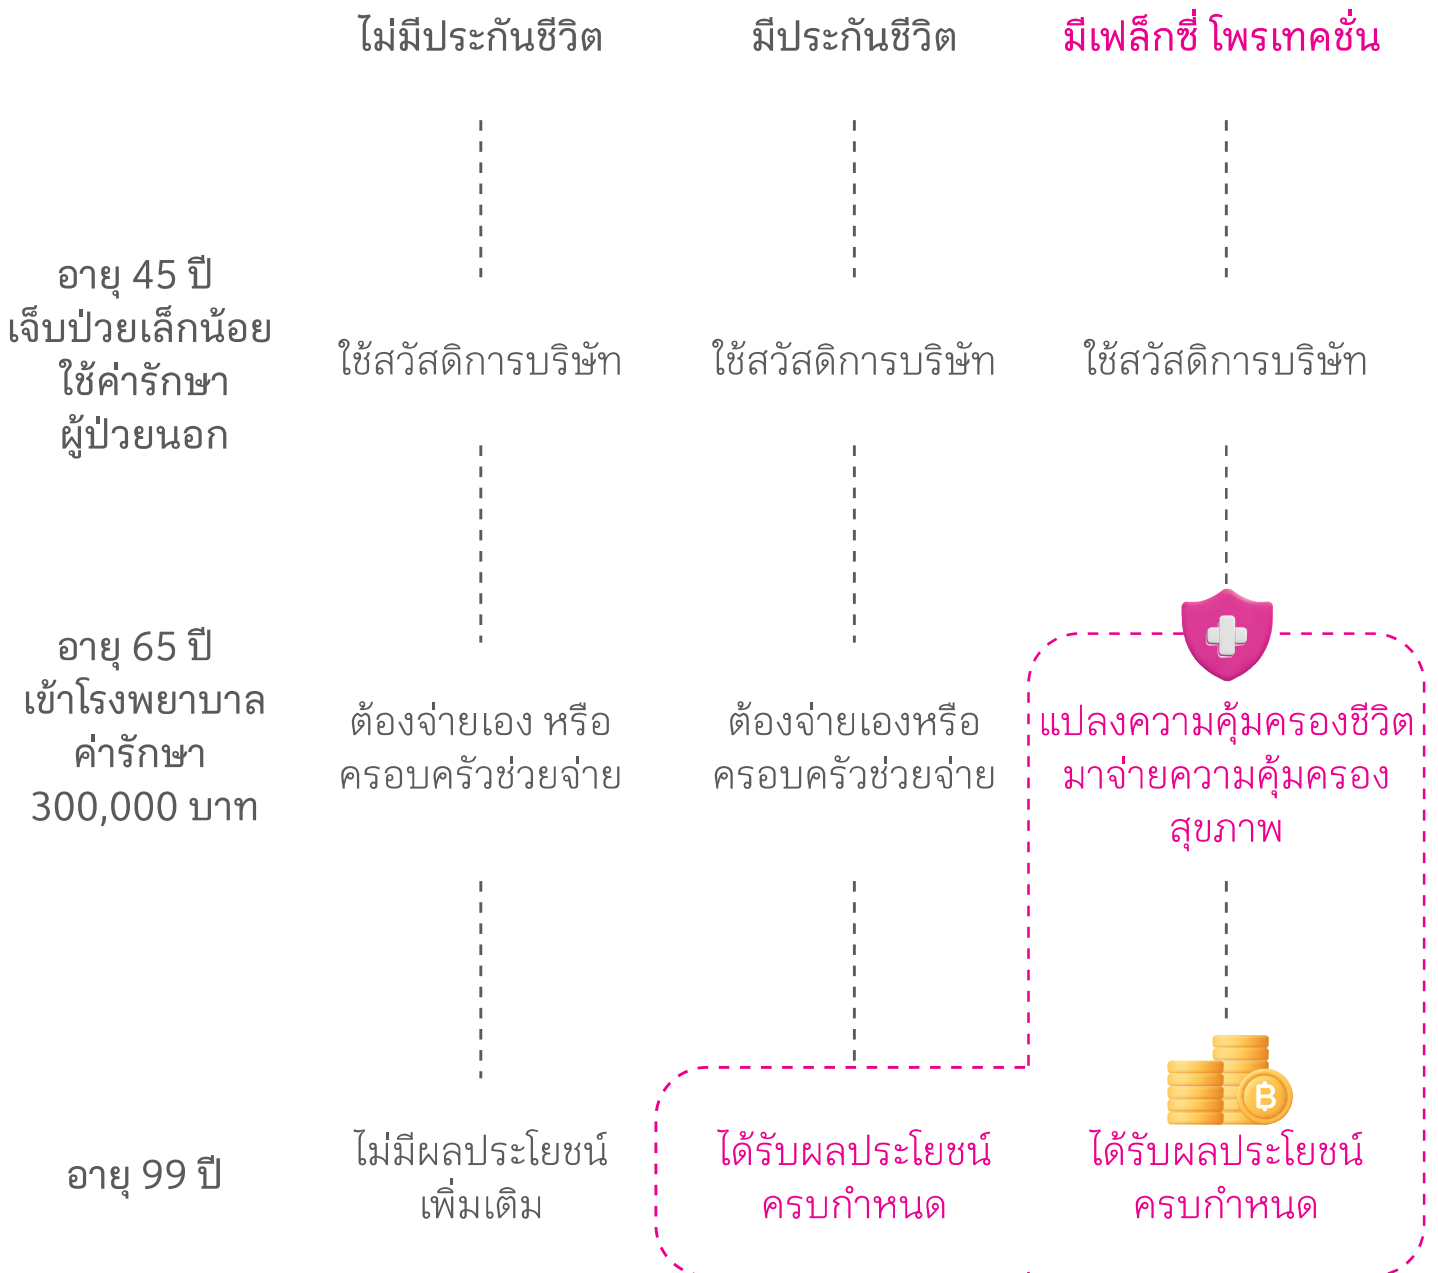 ไม่มีประกันชีวิต
มีประกันชีวิต
มีเฟล็กซี่ โพรเทคชั่น
อายุ 45 ปี
เจ็บป่วยเล็กน้อย
ใช้ค่ารักษา
ผู้ป่วยนอก
ใช้สวัสดิการบริษัท
ใช้สวัสดิการบริษัท
ใช้สวัสดิการบริษัท
อายุ 65 ปี
เข้าโรงพยาบาล
ค่ารักษา
300,000 บาท
ต้องจ่ายเอง หรือ
ครอบครัวช่วยจ่าย
ต้องจ่ายเองหรือ
ครอบครัวช่วยจ่าย
แปลงความคุ้มครองชีวิต
มาจ่ายความคุ้มครอง
สุขภาพ
อายุ 99 ปี
ไม่มีผลประโยชน์
เพิ่มเติม
ได้รับผลประโยชน์
ครบกำหนด
฿
ได้รับผลประโยชน์
ครบกำหนด